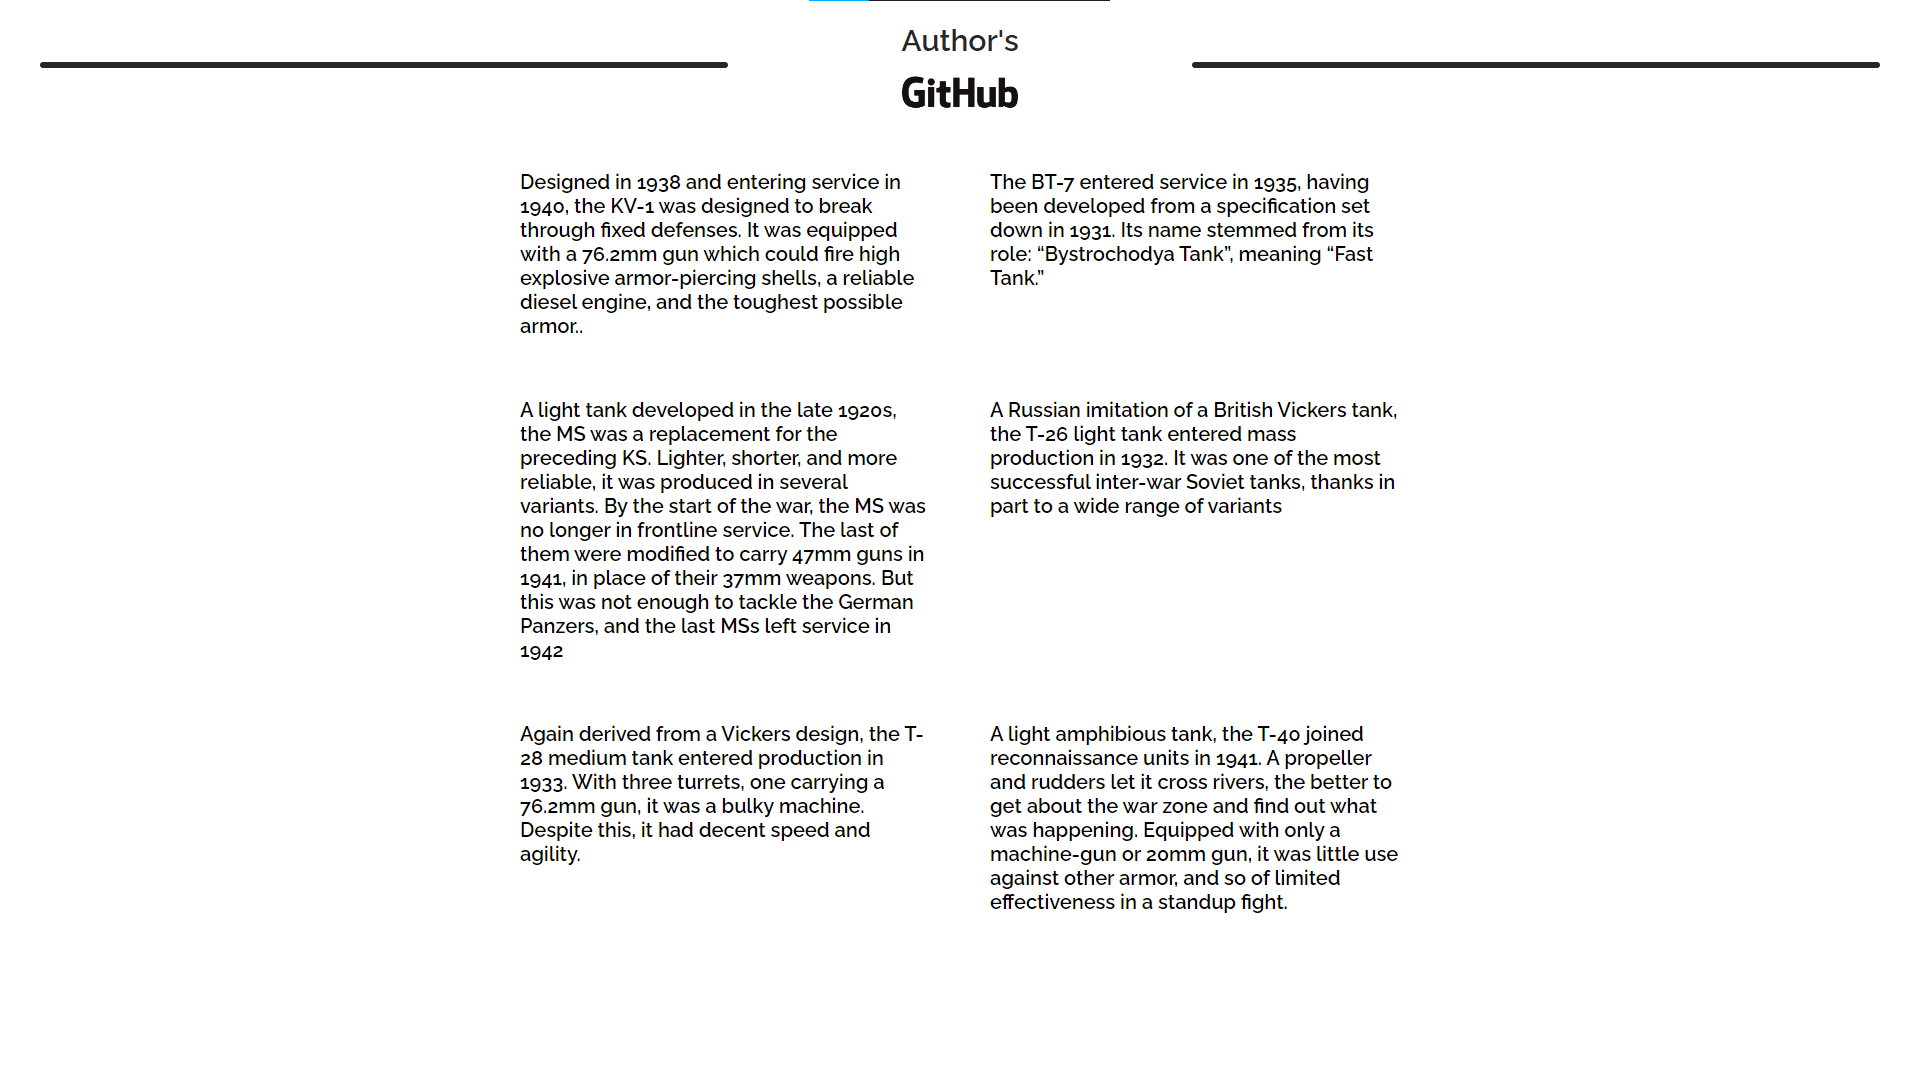 Author's
GitHub
Designed in 1938 and entering service in
1940, the KV-1 was designed to break
through fixed defenses. It was equipped
with a 76.2mm gun which could fire high
explosive armor-piercing shells, a reliable
diesel engine, and the toughest possible
armor..
The BT-7 entered service in 1935, having
been developed from a specification set
down in 1931. Its name stemmed from its
role: “Bystrochodya Tank”, meaning “Fast
Tank.”
A light tank developed in the late 1920s,
the MS was a replacement for the
preceding KS. Lighter, shorter, and more
reliable, it was produced in several
variants. By the start of the war, the MS was
no longer in frontline service. The last of
them were modified to carry 47mm guns in
1941, in place of their 37mm weapons. But
this was not enough to tackle the German
Panzers, and the last MSs left service in
1942
A Russian imitation of a British Vickers tank,
the T-26 light tank entered mass
production in 1932. It was one of the most
successful inter-war Soviet tanks, thanks in
part to a wide range of variants
Again derived from a Vickers design, the T-
28 medium tank entered production in
1933. With three turrets, one carrying a
76.2mm gun, it was a bulky machine.
Despite this, it had decent speed and
agility.
A light amphibious tank, the T-40 joined
reconnaissance units in 1941. A propeller
and rudders let it cross rivers, the better to
get about the war zone and find out what
was happening. Equipped with only a
machine-gun or 20mm gun, it was little use
against other armor, and so of limited
effectiveness in a standup fight.